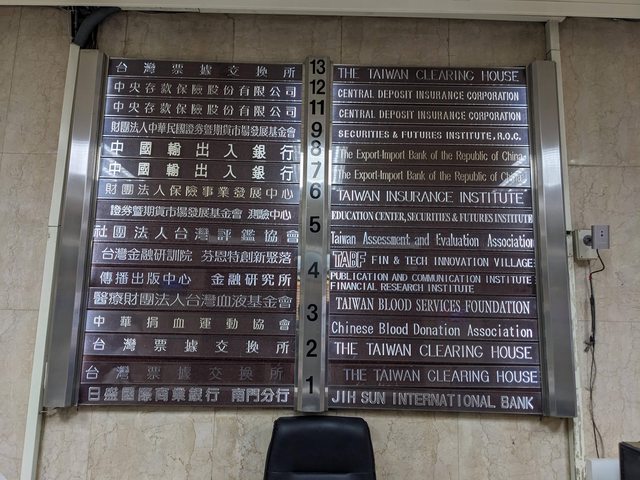 台灣票據交換所 13 THE TAIWAN CLEARING HOUSE
中央存款保險股份有限公司 12 CENTRAL DEPOSIT INSURANCE CORPORATION
中央存款保險股份有限公司 11 CENTRAL DEPOSIT INSURANCE CORPORATION
財團法人中華民國證券暨期貨市場發展基金會 9 SECURITIES & FUTURES INSTITUTE, R.O.C.
中國輸出入銀行 8 The Export-Import Bank of the Republic of China
中國輸出入銀行 7 The Export-Import Bank of the Republic of China
財團法人保險事業發展中心 6 TAIWAN INSURANCE INSTITUTE
證券暨期貨市場發展基金會 測驗中心 EDUCATION CENTER, SECURITIES & FUTURES INSTITUTE
社團法人台灣評鑑協會 5 Taiwan Assessment and Evaluation Association
台灣金融研訓院 芬恩特創新聚落 TABF FIN & TECH INNOVATION VILLAGE
傳播出版中心 金融研究所 4 PUBLICATION AND COMMUNICATION INSTITUTE
FINANCIAL RESEARCH INSTITUTE
醫療財團法人台灣血液基金會 TAIWAN BLOOD SERVICES FOUNDATION
中華捐血運動協會 3 Chinese Blood Donation Association
台灣票據交換所 2 THE TAIWAN CLEARING HOUSE
台灣票據交換所 THE TAIWAN CLEARING HOUSE
日盛國際商業銀行 南門分行 1 JIH SUN INTERNATIONAL BANK